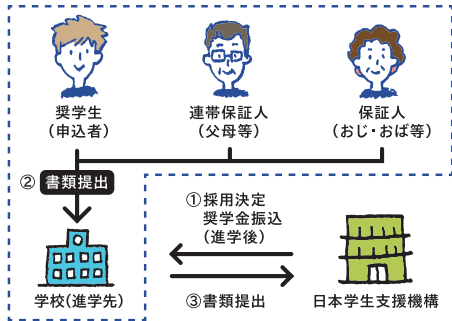 奨学生
（申込者）
連帯保証人
（父母等）
保証人
（おじ・おば等）
② 書類提出
①採用決定
奨学金振込
（進学後）
学校（進学先）
③書類提出
日本学生支援機構